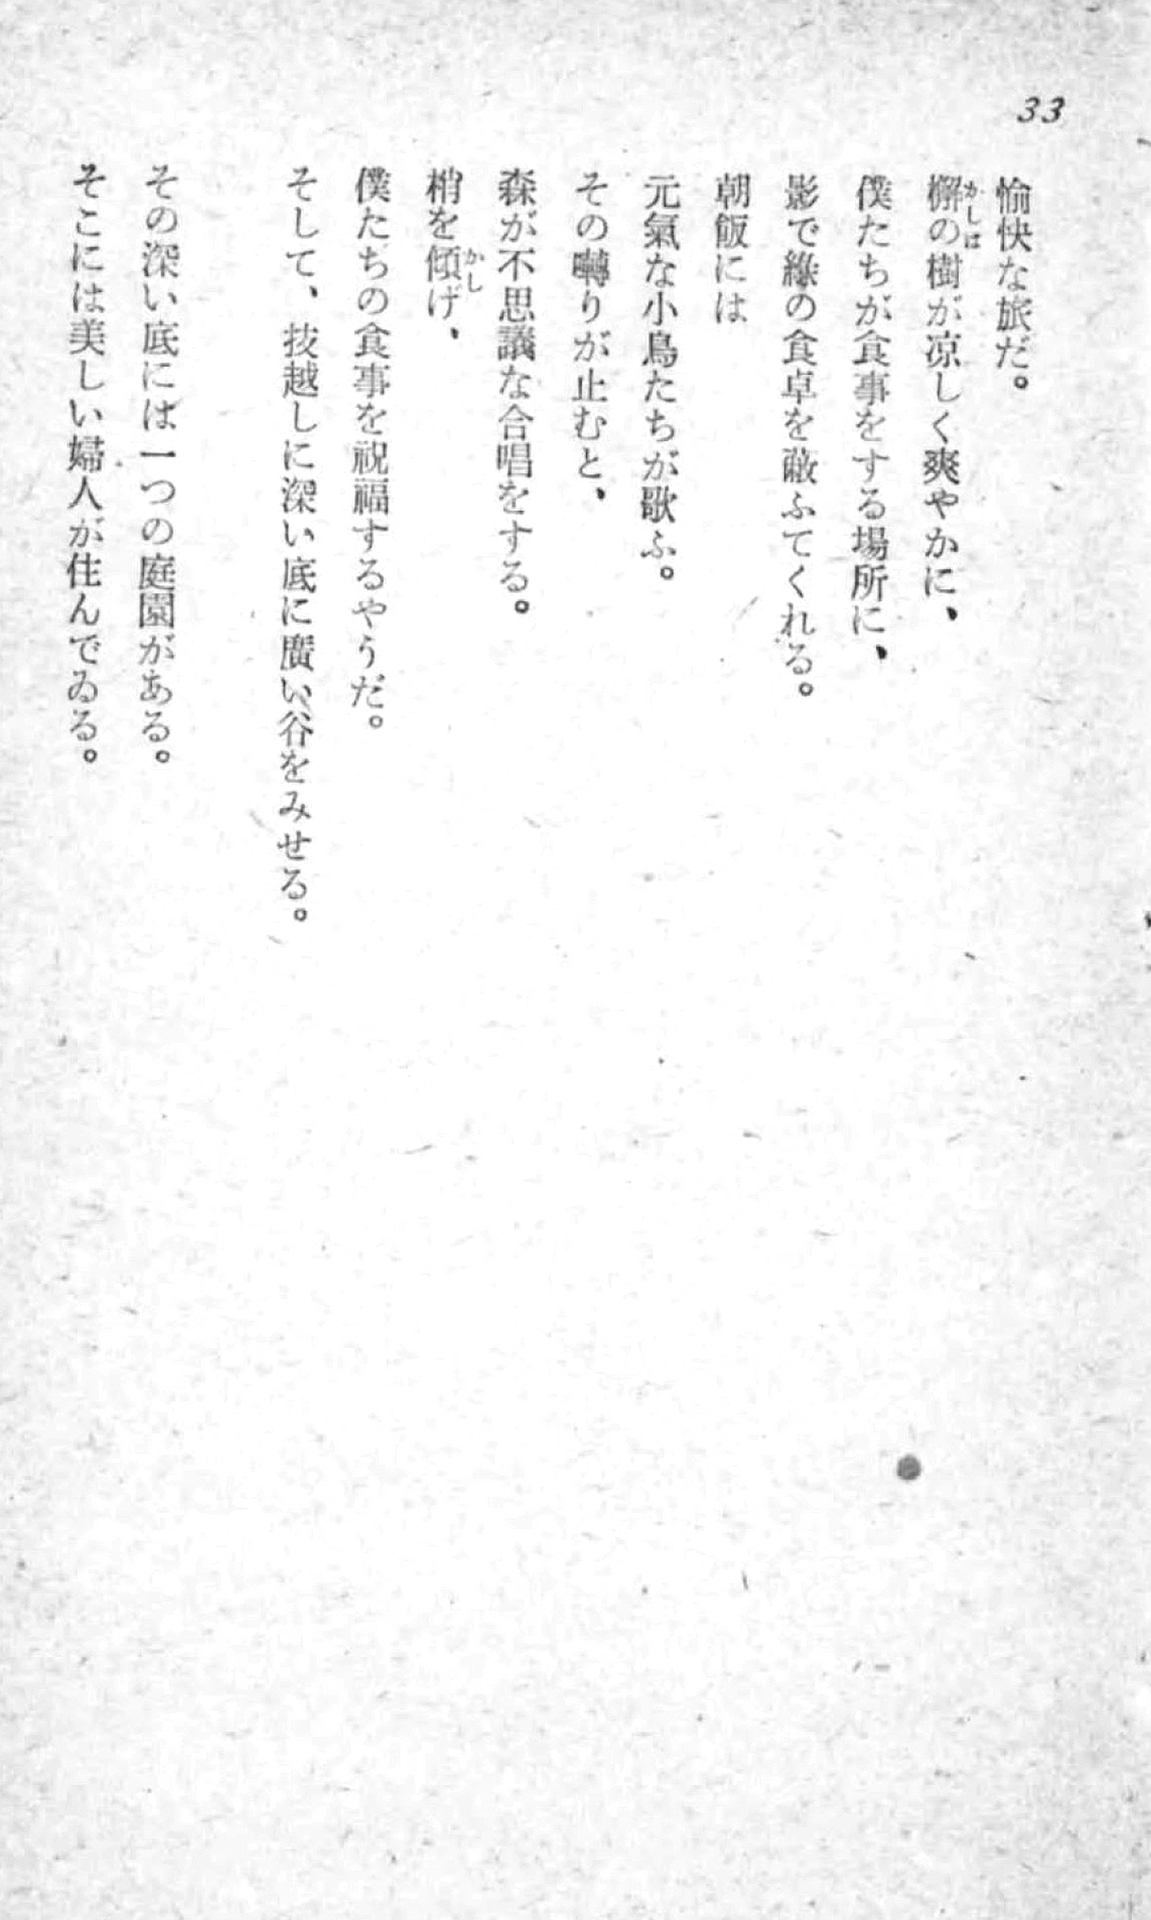 33
愉快な旅だ。
檞の樹が涼しく爽やかに、
僕たちが食事をする場所に、
影で緣の食卓を蔽ふてくれる。
朝飯には
元氣な小鳥たちが歌ふ。
その囀りが止むと、
森が不思議な合唱をする。
梢を傾げ、
僕たちの食事を祝福するやうだ。
そして、技越しに深い底に廣い谷をみせる。
その深い底には一つの庭園がある。
そこには美しい婦人が住んでゐる。
かしは
かし